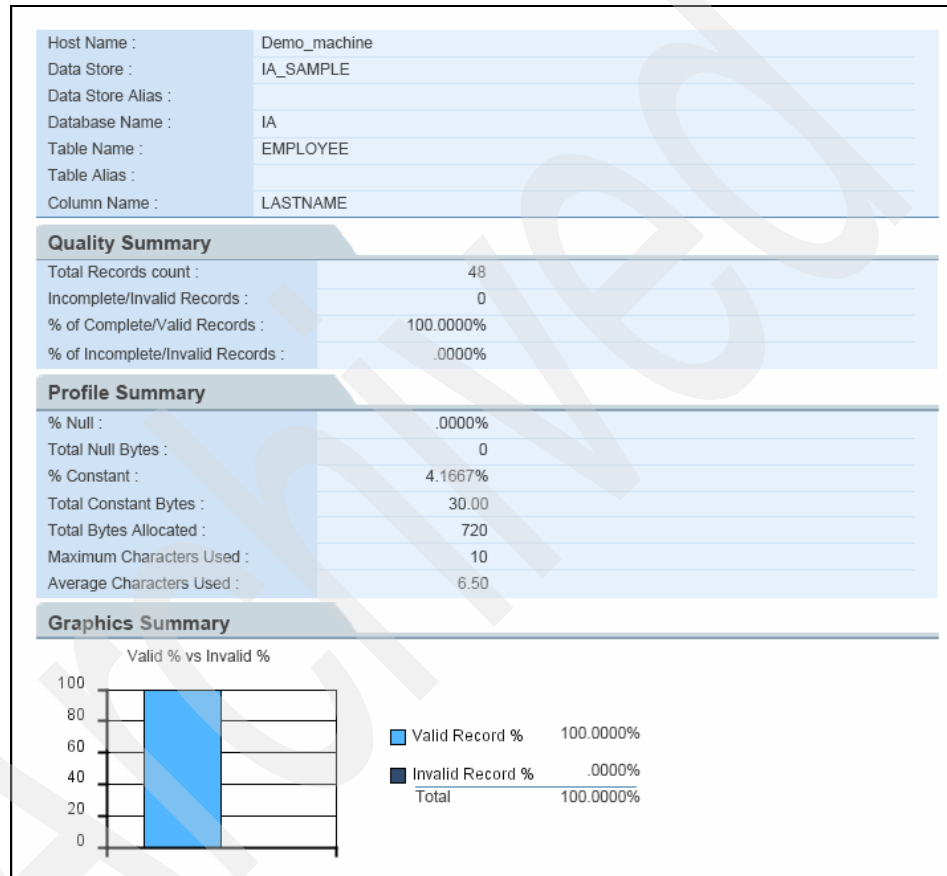 Host Name : Demo_machine
Data Store : IA_SAMPLE
Data Store Alias :
Database Name : IA
Table Name : EMPLOYEE
Table Alias :
Column Name : LASTNAME
Quality Summary
Total Records count : 48
Incomplete/Invalid Records : 0
% of Complete/Valid Records : 100.0000%
% of Incomplete/Invalid Records : .0000%
Profile Summary
% Null : .0000%
Total Null Bytes : 0
% Constant : 4.1667%
Total Constant Bytes : 30.00
Total Bytes Allocated : 720
Maximum Characters Used : 10
Average Characters Used : 6.50
Graphics Summary
Valid % vs Invalid %
100
80
60
40
20
0
Valid Record % 100.0000%
Invalid Record % .0000%
Total 100.0000%
Archived